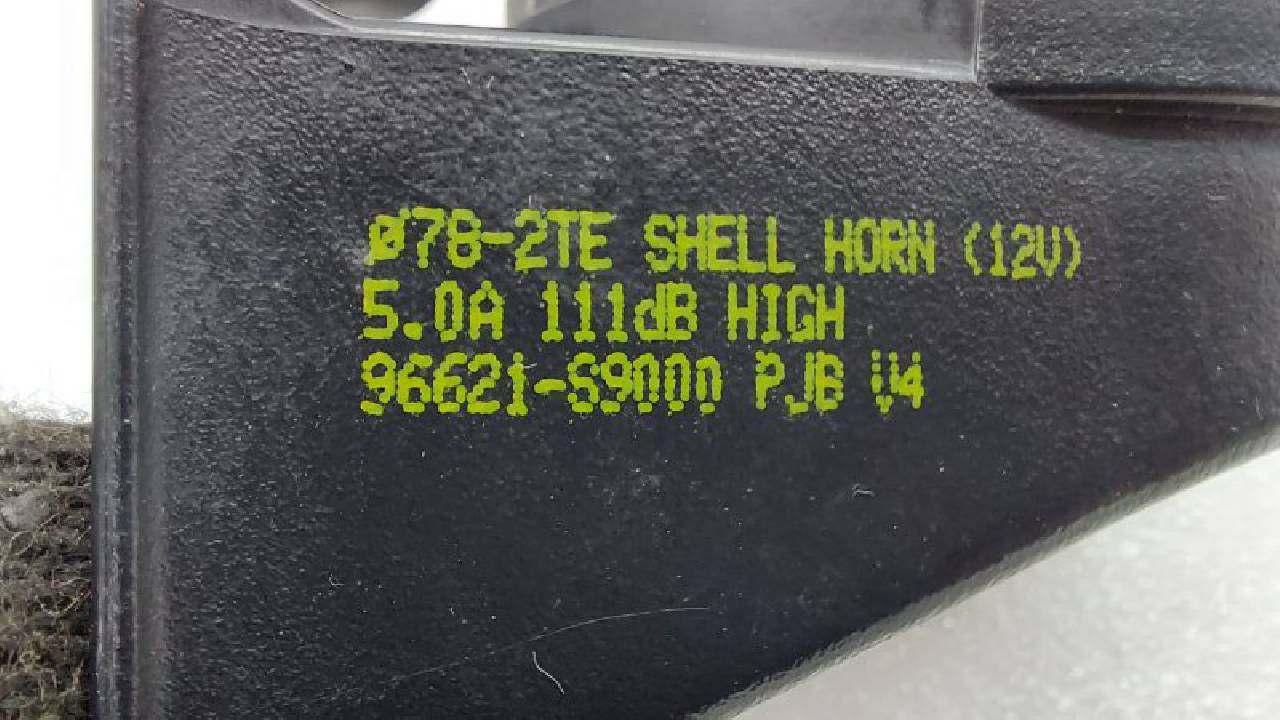 Ø78-2TE SHELL HORN (12V)
5.0A 111dB HIGH
96621-S9000 PJB V4